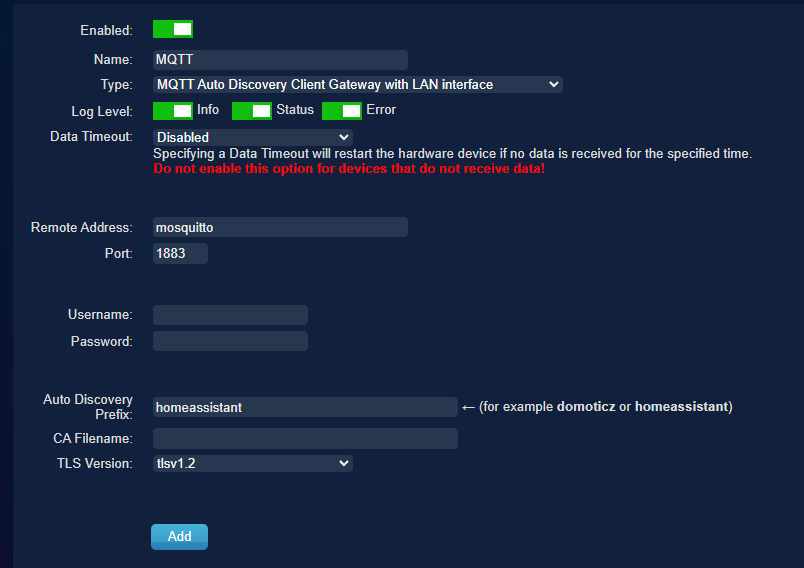 Enabled:
Name: MQTT
Type: MQTT Auto Discovery Client Gateway with LAN interface
Log Level: Info Status Error
Data Timeout: Disabled
Specifying a Data Timeout will restart the hardware device if no data is received for the specified time.
Do not enable this option for devices that do not receive data!
Remote Address: mosquitto
Port: 1883
Username:
Password:
Auto Discovery
Prefix: homeassistant ← (for example domoticz or homeassistant)
CA Filename:
TLS Version: tlsv1.2
Add